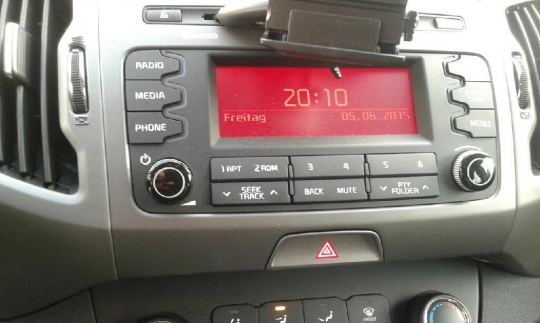 RADIO
MEDIA
PHONE
20:10
Freitag 05.06.2015
MENU
1 RPT 2 RDM 3 4 5 6
SEEK TRACK BACK MUTE PTY FOLDER